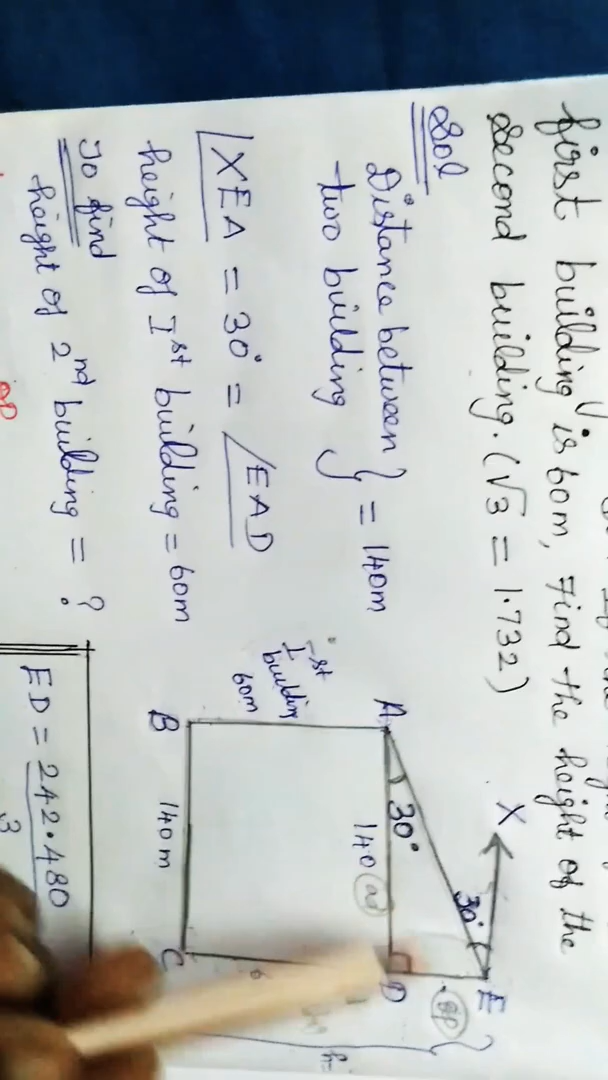 first building is 60m, Find the height of the
second building. (√3 = 1.732)
Sol
Distance between
two building } = 140m
∠XEA = 30° = ∠EAD
height of Ist building = 60m
To find
height of 2nd building = ?
X
E
30°
A
30°
140 (ad
D
Ist
building
60m
B
140m
C
h=
ED = 242.480
3